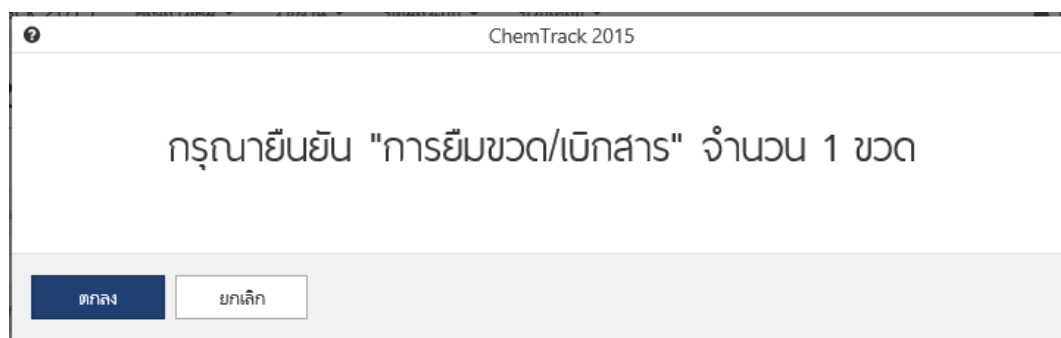 ChemTrack 2015
กรุณายืนยัน "การยืมขวด/เบิกสาร" จำนวน 1 ขวด
ตกลง
ยกเลิก